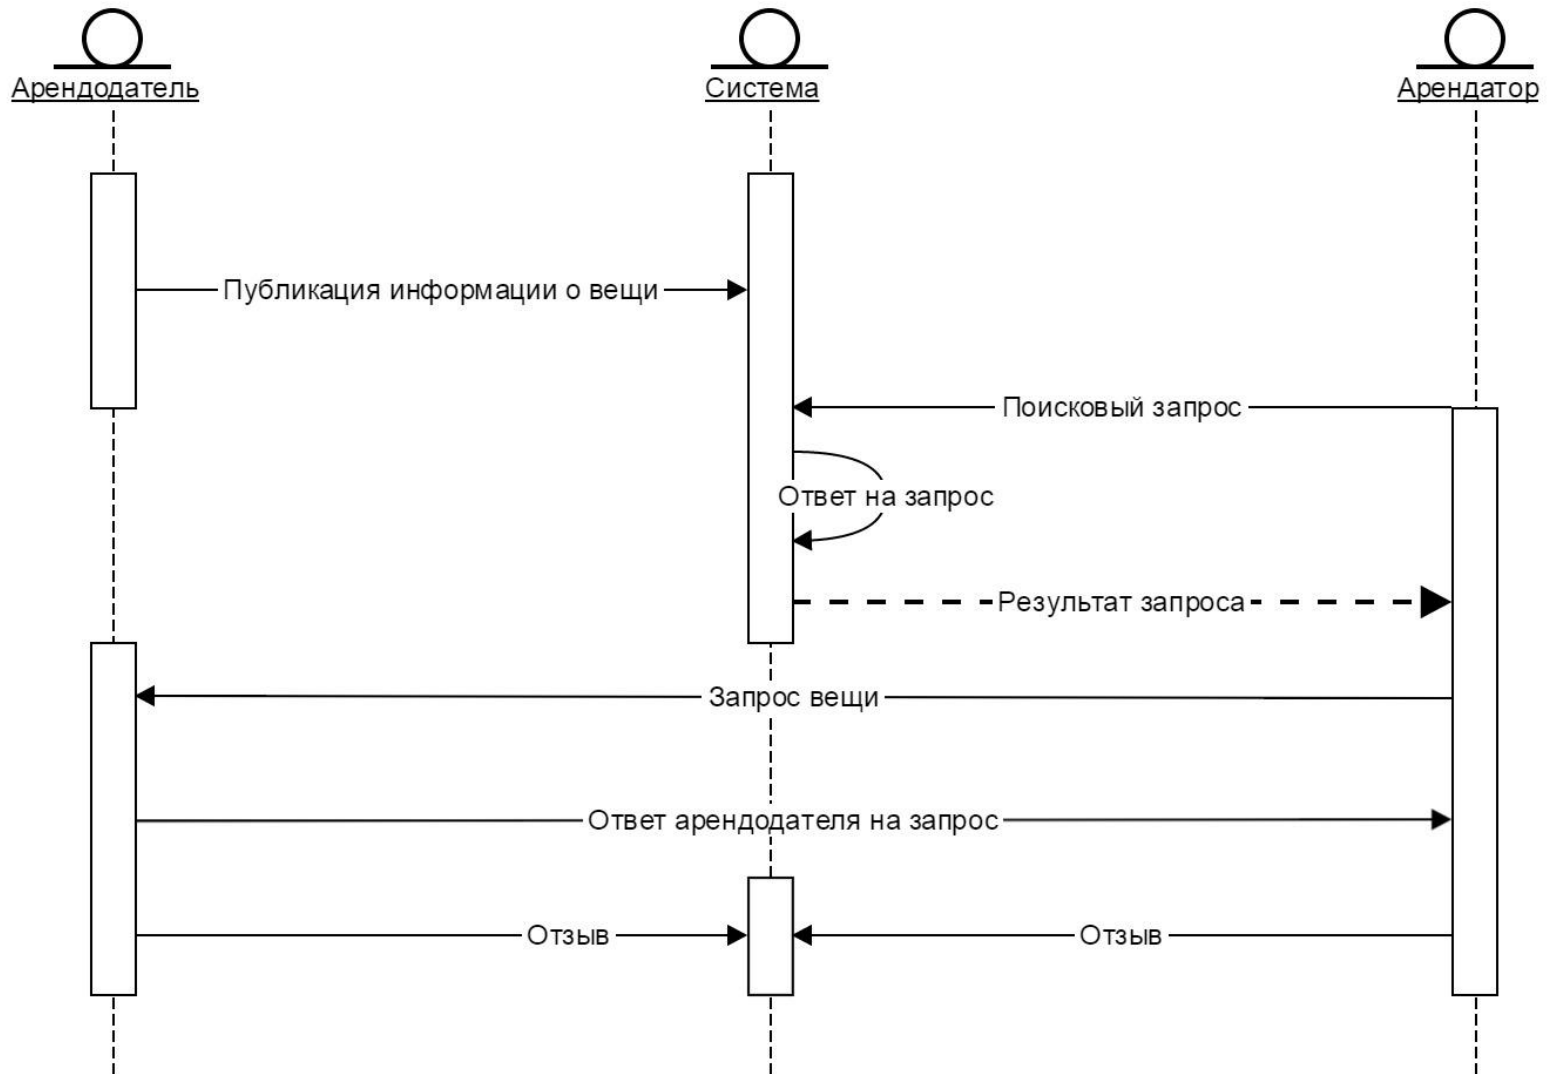 Арендодатель
Система
Арендатор
Публикация информации о вещи
Поисковый запрос
Ответ на запрос
Результат запроса
Запрос вещи
Ответ арендодателя на запрос
Отзыв
Отзыв